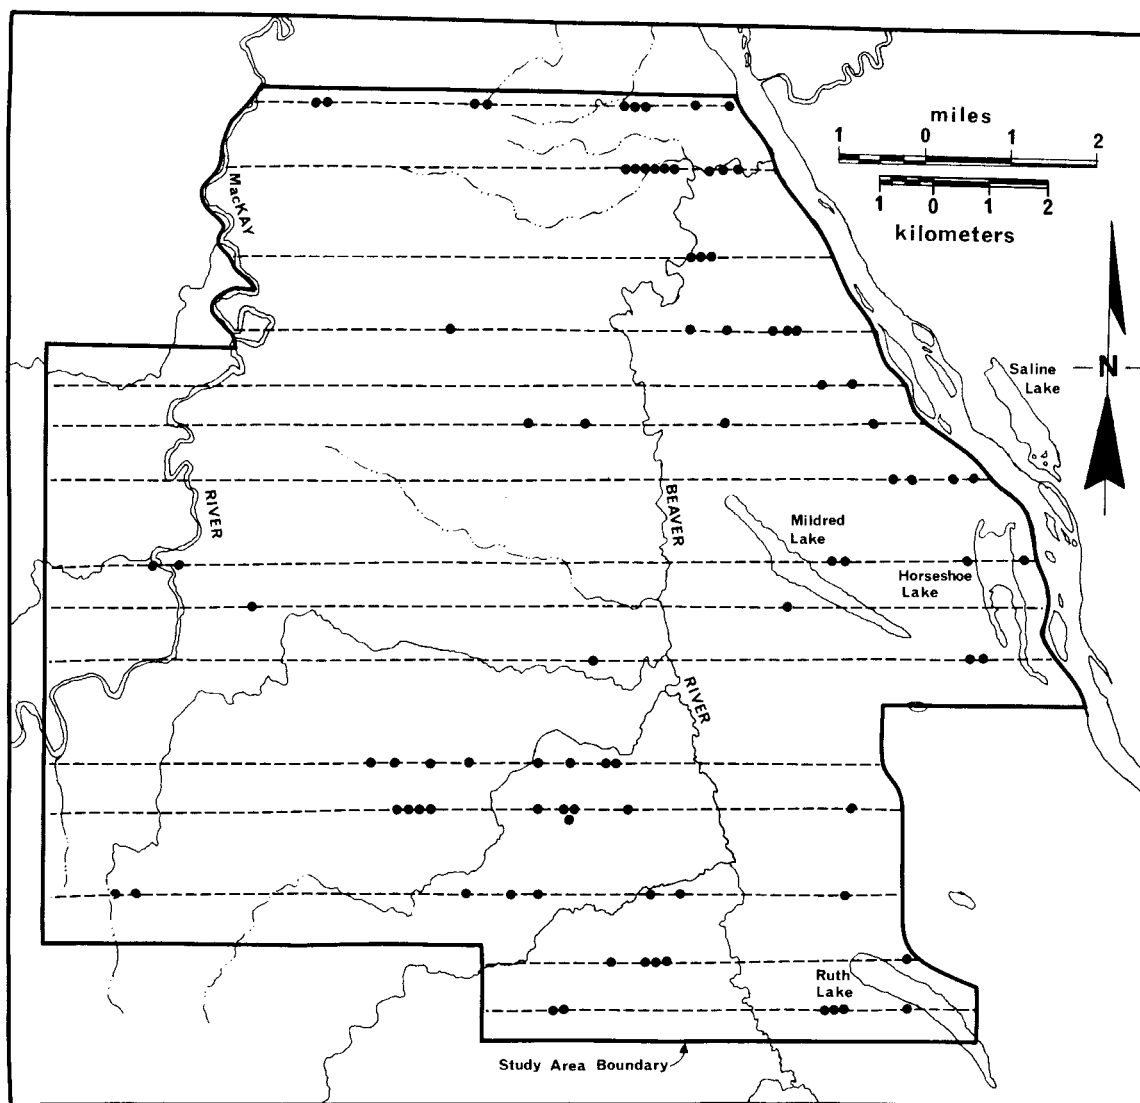 miles
1 0 1 2
1 0 1 2
kilometers
MacKAY
Saline
Lake
N
RIVER
BEAVER
Mildred
Lake
Horseshoe
Lake
RIVER
Ruth
Lake
Study Area Boundary